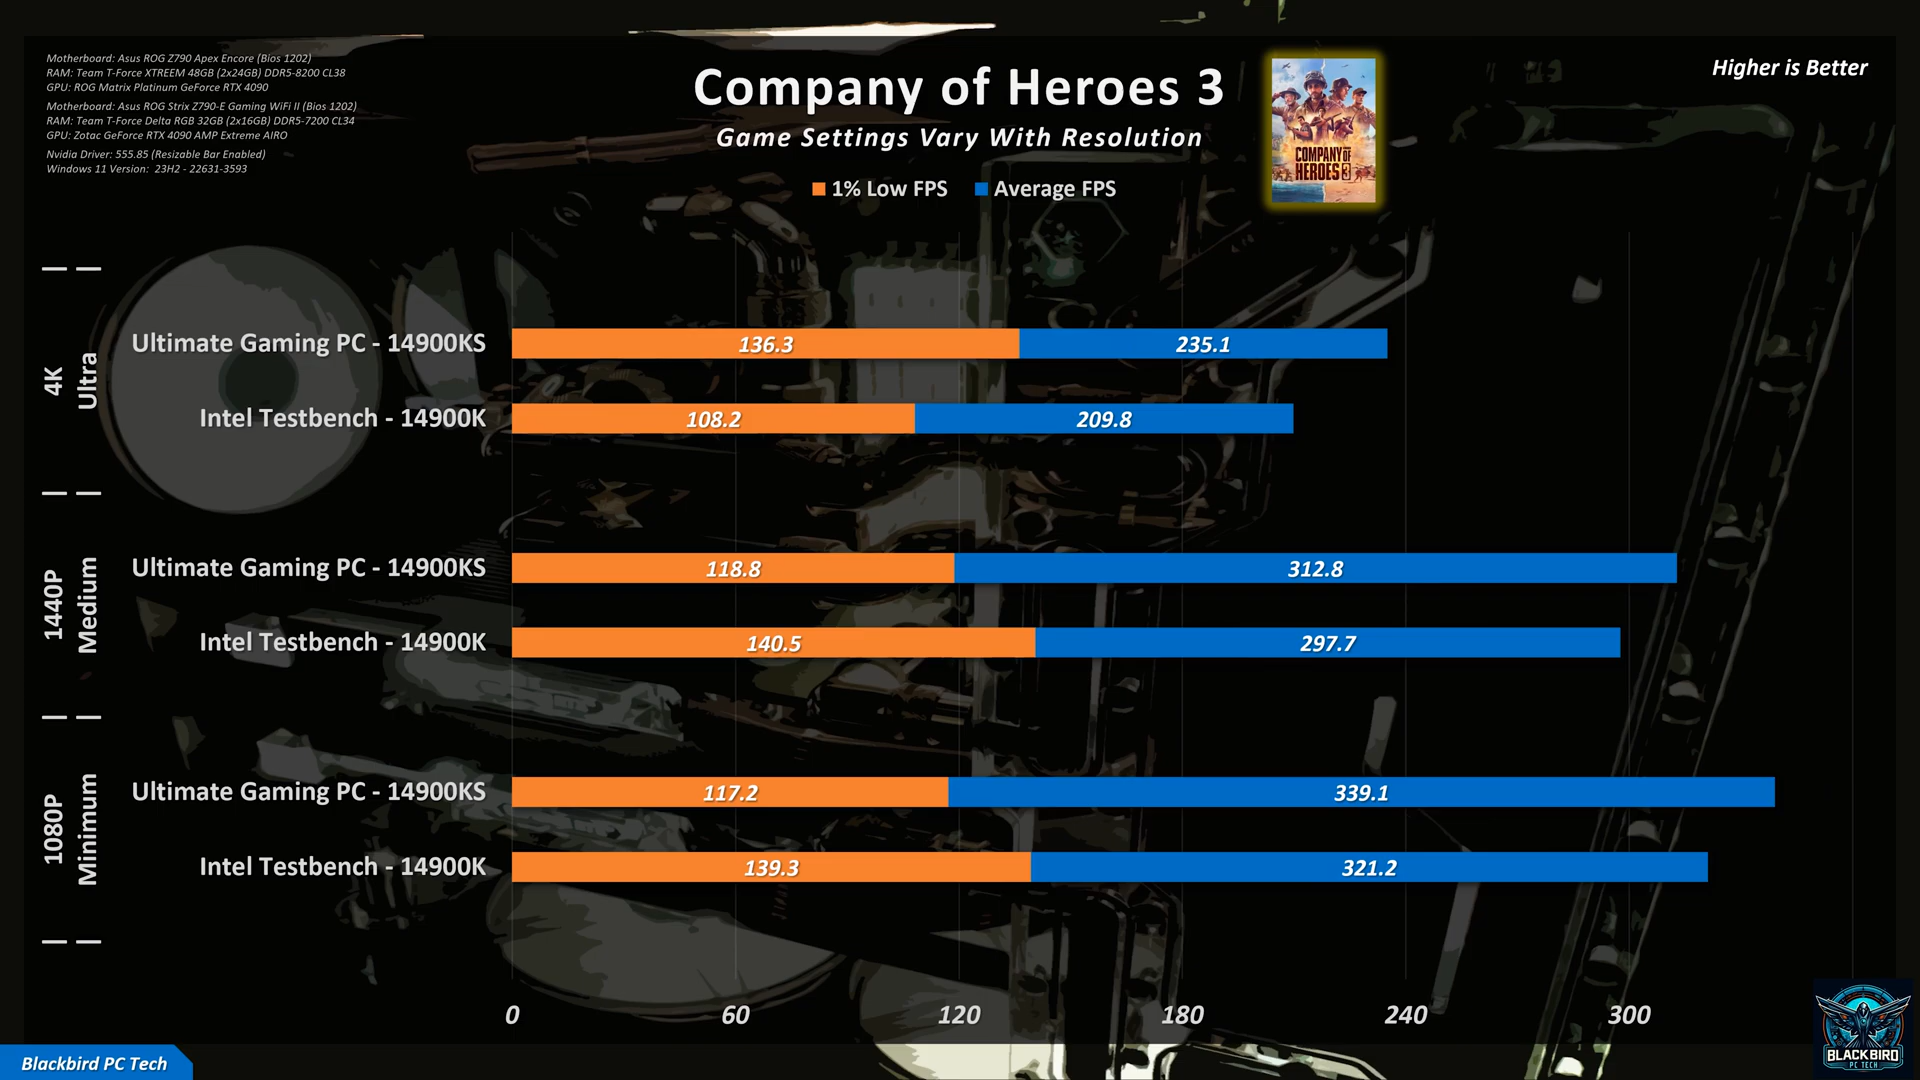 Motherboard: Asus ROG Z790 Apex Encore (Bios 1202)
RAM: Team T-Force XTREEM 48GB (2x24GB) DDR5-8200 CL38
GPU: ROG Matrix Platinum GeForce RTX 4090
Motherboard: Asus ROG Strix Z790-E Gaming WiFi II (Bios 1202)
RAM: Team T-Force Delta RGB 32GB (2x16GB) DDR5-7200 CL34
GPU: Zotac GeForce RTX 4090 AMP Extreme AIRO
Nvidia Driver: 555.85 (Resizable Bar Enabled)
Windows 11 Version: 23H2 - 22631-3593
Company of Heroes 3
Game Settings Vary With Resolution
1% Low FPS Average FPS
COMPANY OF
HEROES 3
Higher is Better
4K
Ultra
Ultimate Gaming PC - 14900KS 136.3 235.1
Intel Testbench - 14900K 108.2 209.8
1440P
Medium
Ultimate Gaming PC - 14900KS 118.8 312.8
Intel Testbench - 14900K 140.5 297.7
1080P
Minimum
Ultimate Gaming PC - 14900KS 117.2 339.1
Intel Testbench - 14900K 139.3 321.2
0 60 120 180 240 300
Blackbird PC Tech
BLACKBIRD
PC TECH